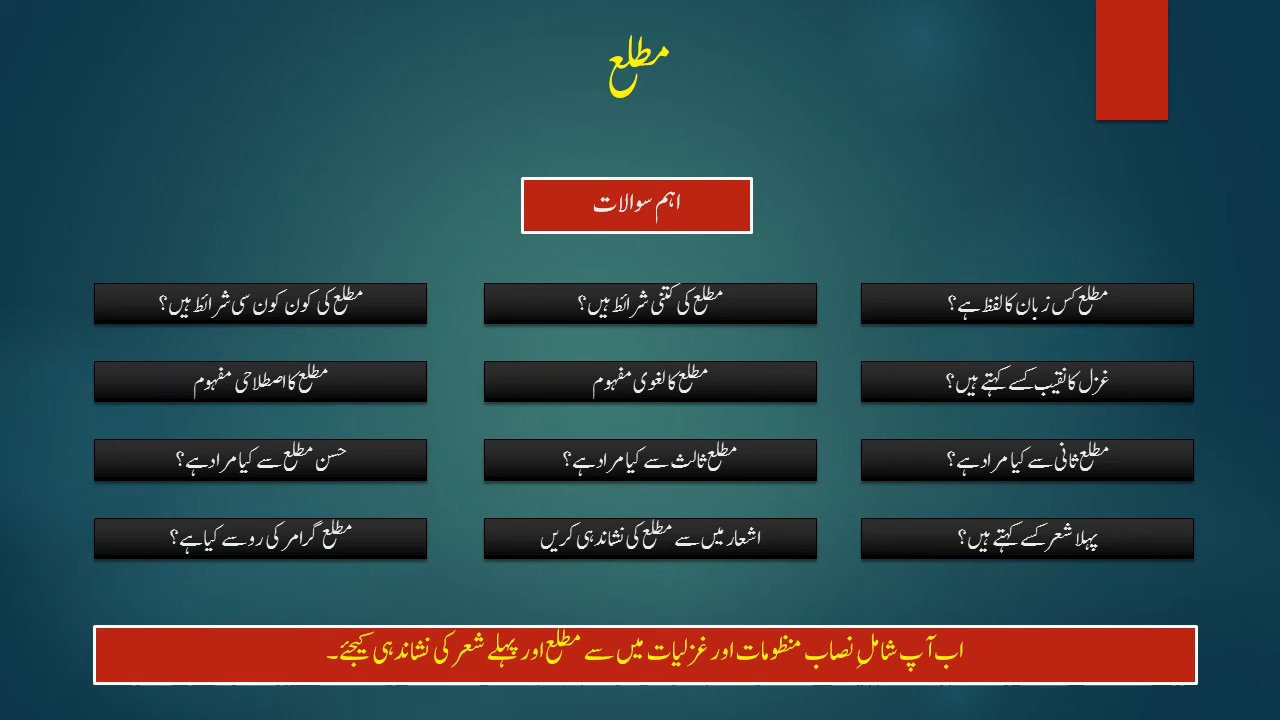 مطلع
اہم سوالات
مطلع کس زبان کا لفظ ہے؟
مطلع کی کتنی شرائط ہیں؟
مطلع کی کون کون سی شرائط ہیں؟
غزل کا نقیب کسے کہتے ہیں؟
مطلع کا لغوی مفہوم
مطلع کا اصطلاحی مفہوم
مطلع ثانی سے کیا مراد ہے؟
مطلع ثالث سے کیا مراد ہے؟
حسن مطلع سے کیا مراد ہے؟
پہلا شعر کسے کہتے ہیں؟
اشعار میں سے مطلع کی نشاندہی کریں
مطلع گرامر کی رو سے کیا ہے؟
اب آپ شاملِ نصاب منظومات اور غزلیات میں سے مطلع اور پہلے شعر کی نشاندہی کیجئے۔